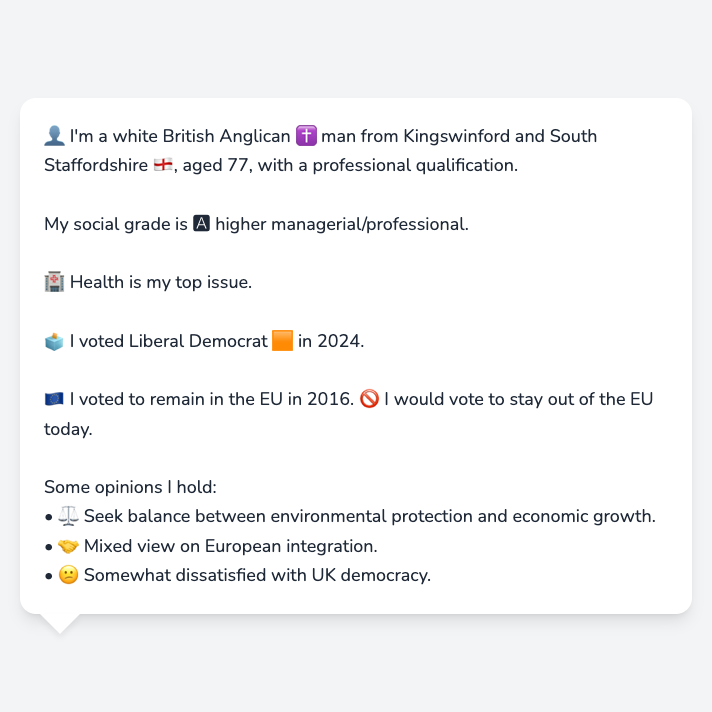 👤 I'm a white British Anglican ✝️ man from Kingswinford and South
Staffordshire 🏴󠁧󠁢󠁥󠁮󠁧󠁿, aged 77, with a professional qualification.
My social grade is 🅰 higher managerial/professional.
🏥 Health is my top issue.
🗳️ I voted Liberal Democrat 🟧 in 2024.
🇪🇺 I voted to remain in the EU in 2016. 🚫 I would vote to stay out of the EU
today.
Some opinions I hold:
• ⚖️ Seek balance between environmental protection and economic growth.
• 🤝 Mixed view on European integration.
• 😕 Somewhat dissatisfied with UK democracy.